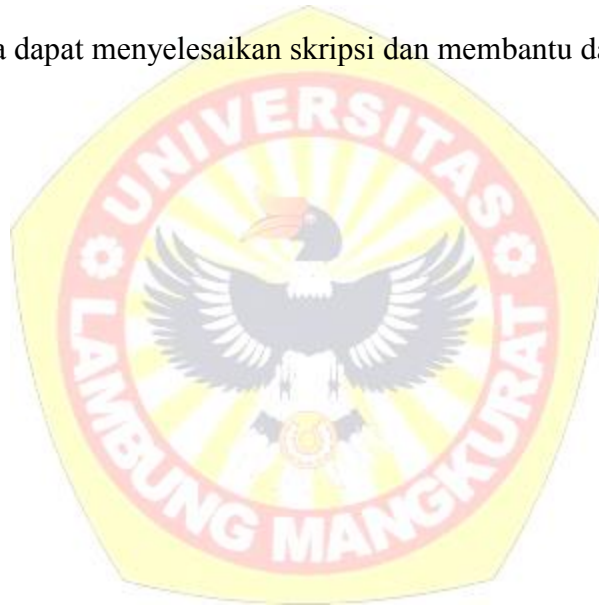 a dapat menyelesaikan skripsi dan membantu da
UNIVERSITAS
LAMBUNG MANGKURAT